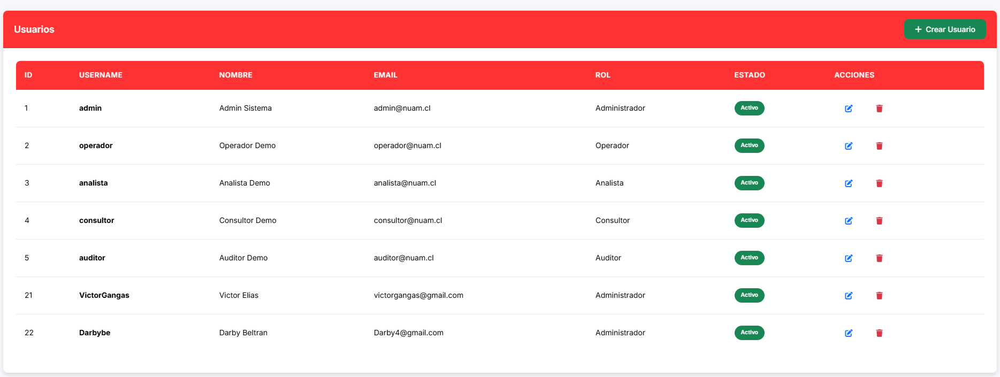 Usuarios
+ Crear Usuario
ID USERNAME NOMBRE EMAIL ROL ESTADO ACCIONES
1 admin Admin Sistema admin@nuam.cl Administrador Activo
2 operador Operador Demo operador@nuam.cl Operador Activo
3 analista Analista Demo analista@nuam.cl Analista Activo
4 consultor Consultor Demo consultor@nuam.cl Consultor Activo
5 auditor Auditor Demo auditor@nuam.cl Auditor Activo
21 VictorGangas Victor Elias victorgangas@gmail.com Administrador Activo
22 Darbybe Darby Beltran Darby4@gmail.com Administrador Activo